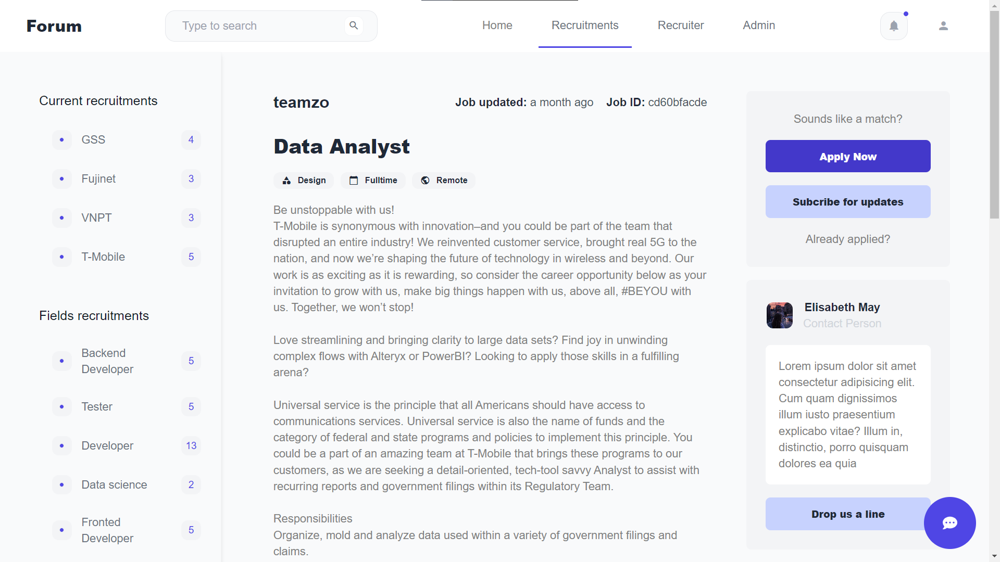 Forum
Type to search
Home
Recruitments
Recruiter
Admin
Current recruitments
GSS 4
Fujinet 3
VNPT 3
T-Mobile 5
Fields recruitments
Backend
Developer 5
Tester 5
Developer 13
Data science 2
Fronted
Developer 5
teamzo
Job updated: a month ago Job ID: cd60bfacde
Data Analyst
Design Fulltime Remote
Be unstoppable with us!
T-Mobile is synonymous with innovation–and you could be part of the team that
disrupted an entire industry! We reinvented customer service, brought real 5G to the
nation, and now we’re shaping the future of technology in wireless and beyond. Our
work is as exciting as it is rewarding, so consider the career opportunity below as your
invitation to grow with us, make big things happen with us, above all, #BEYOU with
us. Together, we won’t stop!
Love streamlining and bringing clarity to large data sets? Find joy in unwinding
complex flows with Alteryx or PowerBI? Looking to apply those skills in a fulfilling
arena?
Universal service is the principle that all Americans should have access to
communications services. Universal service is also the name of funds and the
category of federal and state programs and policies to implement this principle. You
could be a part of an amazing team at T-Mobile that brings these programs to our
customers, as we are seeking a detail-oriented, tech-tool savvy Analyst to assist with
recurring reports and government filings within its Regulatory Team.
Responsibilities
Organize, mold and analyze data used within a variety of government filings and
claims.
Sounds like a match?
Apply Now
Subcribe for updates
Already applied?
Elisabeth May
Contact Person
Lorem ipsum dolor sit amet
consectetur adipisicing elit.
Cum quam dignissimos
illum iusto praesentium
explicabo vitae? Illum in,
distinctio, porro quisquam
dolores ea quia
Drop us a line